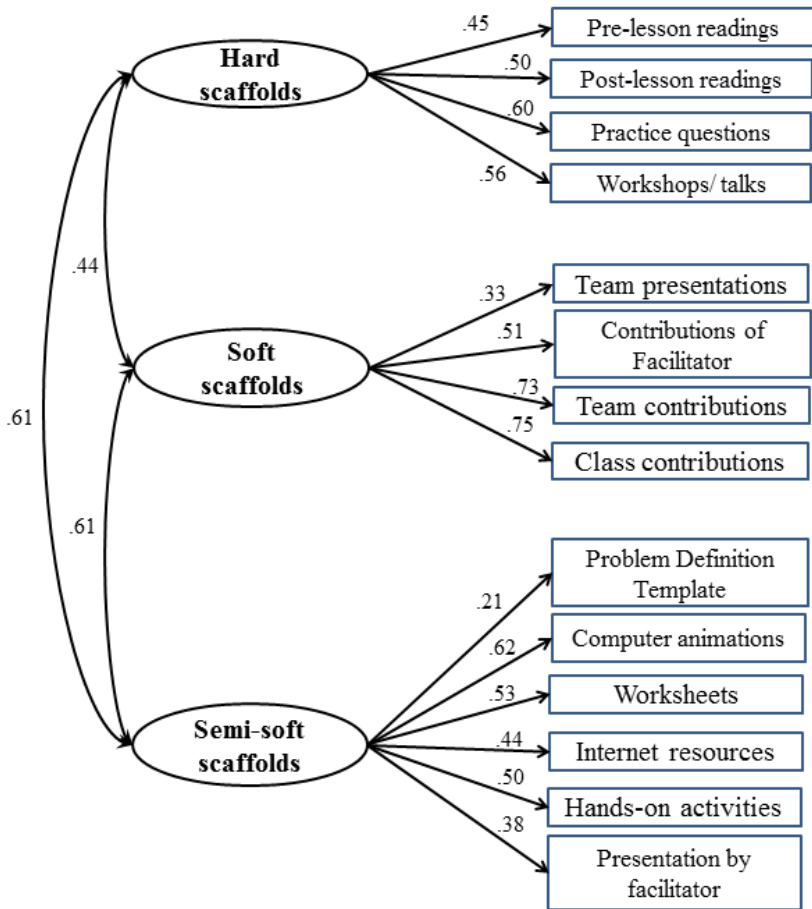 .45
Pre-lesson readings
Hard
scaffolds
.50
Post-lesson readings
.60
Practice questions
.56
Workshops/ talks
.44
.33
Team presentations
.51
Contributions of
Facilitator
Soft
scaffolds
.73
Team contributions
.75
Class contributions
.61
.61
Problem Definition
Template
.21
.62
Computer animations
.53
Worksheets
Semi-soft
scaffolds
.44
Internet resources
.50
Hands-on activities
.38
Presentation by
facilitator